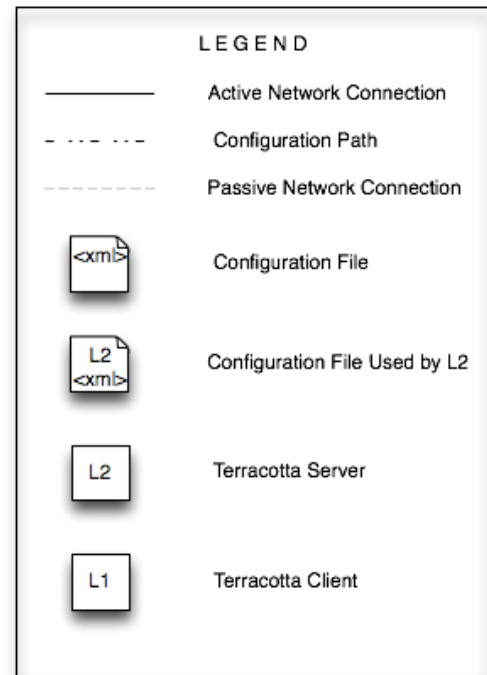 LEGEND
Active Network Connection
Configuration Path
Passive Network Connection
<xml>
Configuration File
L2
<xml>
Configuration File Used by L2
L2
Terracotta Server
L1
Terracotta Client